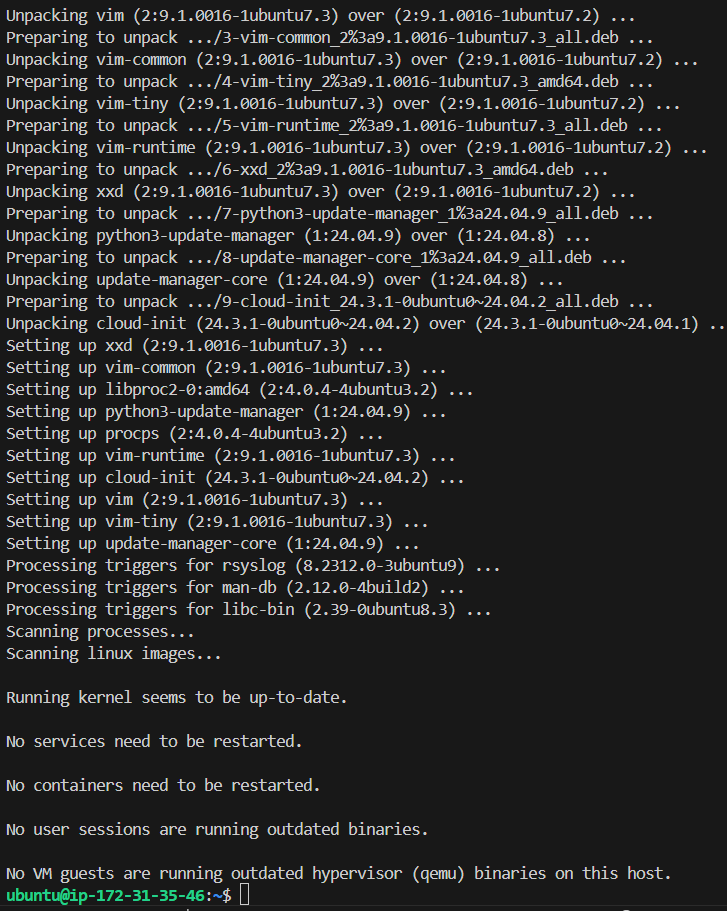 Unpacking vim (2:9.1.0016-1ubuntu7.3) over (2:9.1.0016-1ubuntu7.2) ...
Preparing to unpack .../3-vim-common_2%3a9.1.0016-1ubuntu7.3_all.deb ...
Unpacking vim-common (2:9.1.0016-1ubuntu7.3) over (2:9.1.0016-1ubuntu7.2) ...
Preparing to unpack .../4-vim-tiny_2%3a9.1.0016-1ubuntu7.3_amd64.deb ...
Unpacking vim-tiny (2:9.1.0016-1ubuntu7.3) over (2:9.1.0016-1ubuntu7.2) ...
Preparing to unpack .../5-vim-runtime_2%3a9.1.0016-1ubuntu7.3_all.deb ...
Unpacking vim-runtime (2:9.1.0016-1ubuntu7.3) over (2:9.1.0016-1ubuntu7.2) ...
Preparing to unpack .../6-xxd_2%3a9.1.0016-1ubuntu7.3_amd64.deb ...
Unpacking xxd (2:9.1.0016-1ubuntu7.3) over (2:9.1.0016-1ubuntu7.2) ...
Preparing to unpack .../7-python3-update-manager_1%3a24.04.9_all.deb ...
Unpacking python3-update-manager (1:24.04.9) over (1:24.04.8) ...
Preparing to unpack .../8-update-manager-core_1%3a24.04.9_all.deb ...
Unpacking update-manager-core (1:24.04.9) over (1:24.04.8) ...
Preparing to unpack .../9-cloud-init_24.3.1-0ubuntu0~24.04.2_all.deb ...
Unpacking cloud-init (24.3.1-0ubuntu0~24.04.2) over (24.3.1-0ubuntu0~24.04.1) ..
Setting up xxd (2:9.1.0016-1ubuntu7.3) ...
Setting up vim-common (2:9.1.0016-1ubuntu7.3) ...
Setting up libproc2-0:amd64 (2:4.0.4-4ubuntu3.2) ...
Setting up python3-update-manager (1:24.04.9) ...
Setting up procps (2:4.0.4-4ubuntu3.2) ...
Setting up vim-runtime (2:9.1.0016-1ubuntu7.3) ...
Setting up cloud-init (24.3.1-0ubuntu0~24.04.2) ...
Setting up vim (2:9.1.0016-1ubuntu7.3) ...
Setting up vim-tiny (2:9.1.0016-1ubuntu7.3) ...
Setting up update-manager-core (1:24.04.9) ...
Processing triggers for rsyslog (8.2312.0-3ubuntu9) ...
Processing triggers for man-db (2.12.0-4build2) ...
Processing triggers for libc-bin (2.39-0ubuntu8.3) ...
Scanning processes...
Scanning linux images...
Running kernel seems to be up-to-date.
No services need to be restarted.
No containers need to be restarted.
No user sessions are running outdated binaries.
No VM guests are running outdated hypervisor (qemu) binaries on this host.
ubuntu@ip-172-31-35-46:~$